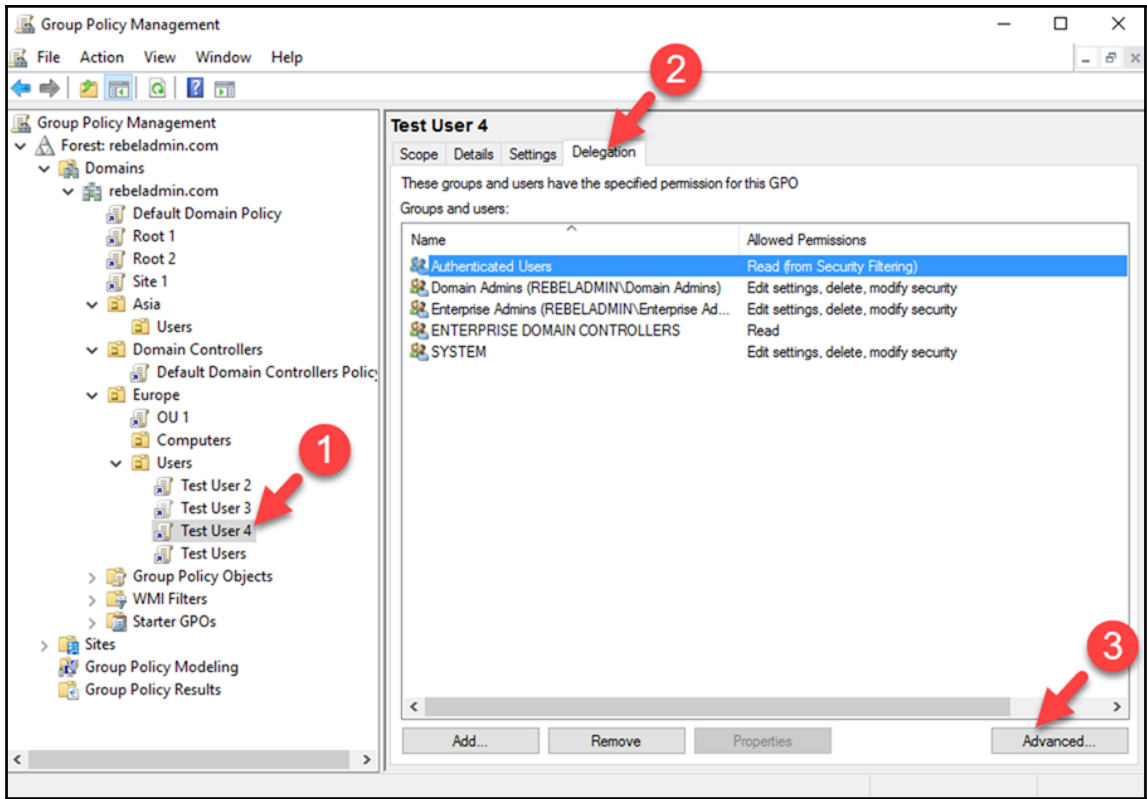 Group Policy Management
File Action View Window Help
2
Group Policy Management
Forest: rebeladmin.com
Domains
rebeladmin.com
Default Domain Policy
Root 1
Root 2
Site 1
Asia
Users
Domain Controllers
Default Domain Controllers Polic
Europe
OU 1
Computers
1
Users
Test User 2
Test User 3
Test User 4
Test Users
Group Policy Objects
WMI Filters
Starter GPOs
Sites
Group Policy Modeling
Group Policy Results
Test User 4
Scope Details Settings Delegation
These groups and users have the specified permission for this GPO
Groups and users:
Name Allowed Permissions
Authenticated Users Read (from Security Filtering)
Domain Admins (REBELADMIN\Domain Admins) Edit settings, delete, modify security
Enterprise Admins (REBELADMIN\Enterprise Ad... Edit settings, delete, modify security
ENTERPRISE DOMAIN CONTROLLERS Read
SYSTEM Edit settings, delete, modify security
3
Add... Remove Properties Advanced...